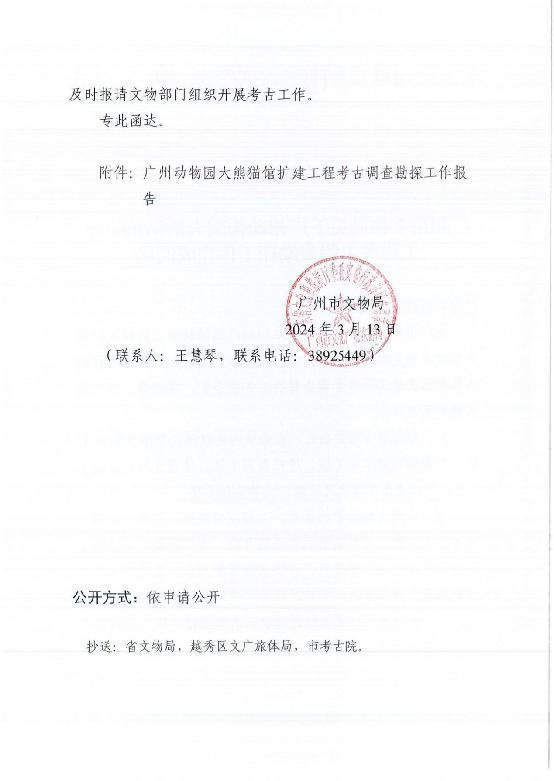 及时报请文物部门组织开展考古工作。
专此函达。
附件：广州动物园大熊猫馆扩建工程考古调查勘探工作报
告
广州市文物局
2024年3月13日
（联系人：王慧琴，联系电话：38925449）
公开方式：依申请公开
抄送：省文物局，越秀区文广旅体局，市考古院。